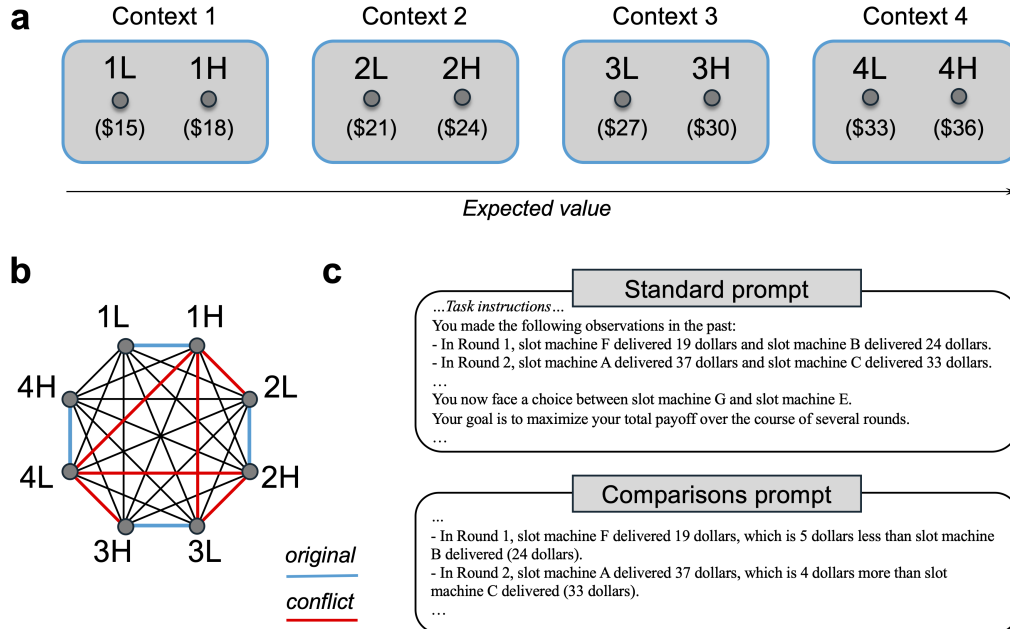 a
Context 1 Context 2 Context 3 Context 4
1L 1H 2L 2H 3L 3H 4L 4H
($15) ($18) ($21) ($24) ($27) ($30) ($33) ($36)
Expected value
b
1L 1H
4H 2L
4L 2H
3H 3L
original
conflict
c
Standard prompt
…Task instructions…
You made the following observations in the past:
- In Round 1, slot machine F delivered 19 dollars and slot machine B delivered 24 dollars.
- In Round 2, slot machine A delivered 37 dollars and slot machine C delivered 33 dollars.
…
You now face a choice between slot machine G and slot machine E.
Your goal is to maximize your total payoff over the course of several rounds.
…
Comparisons prompt
…
- In Round 1, slot machine F delivered 19 dollars, which is 5 dollars less than slot machine
B delivered (24 dollars).
- In Round 2, slot machine A delivered 37 dollars, which is 4 dollars more than slot
machine C delivered (33 dollars).
…